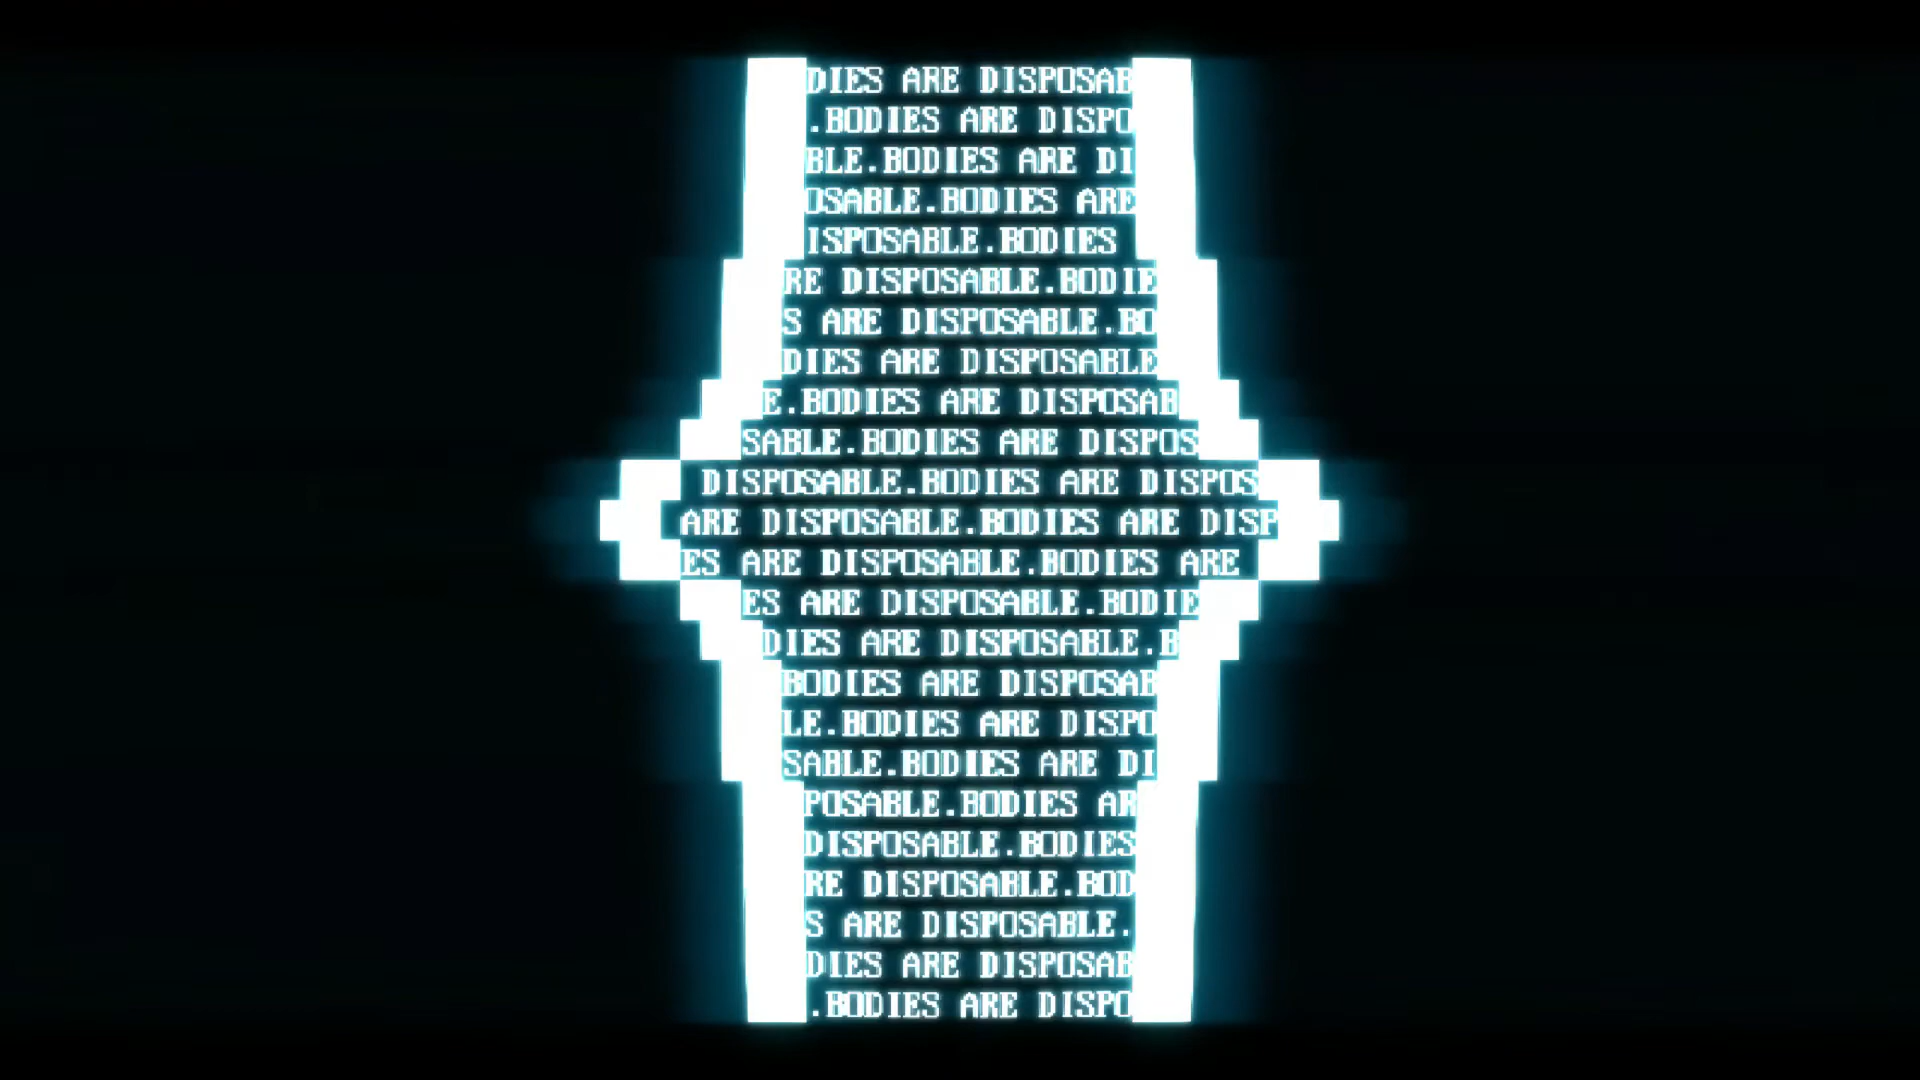 DIES ARE DISPOSAB
.BODIES ARE DISPO
BLE.BODIES ARE DI
OSABLE.BODIES ARE
ISPOSABLE.BODIES
RE DISPOSABLE.BODIE
S ARE DISPOSABLE.BO
DIES ARE DISPOSABLE
E.BODIES ARE DISPOSAB
SABLE.BODIES ARE DISPOS
DISPOSABLE.BODIES ARE DISPOS
ARE DISPOSABLE.BODIES ARE DISP
ES ARE DISPOSABLE.BODIES ARE
ES ARE DISPOSABLE.BODIE
DIES ARE DISPOSABLE.B
BODIES ARE DISPOSAB
LE.BODIES ARE DISPO
SABLE.BODIES ARE DI
POSABLE.BODIES AR
DISPOSABLE.BODIES
RE DISPOSABLE.BOD
S ARE DISPOSABLE.
DIES ARE DISPOSAB
.BODIES ARE DISPO